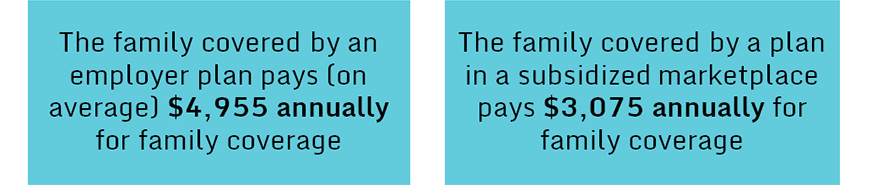 The family covered by an
employer plan pays (on
average) $4,955 annually
for family coverage
The family covered by a plan
in a subsidized marketplace
pays $3,075 annually for
family coverage